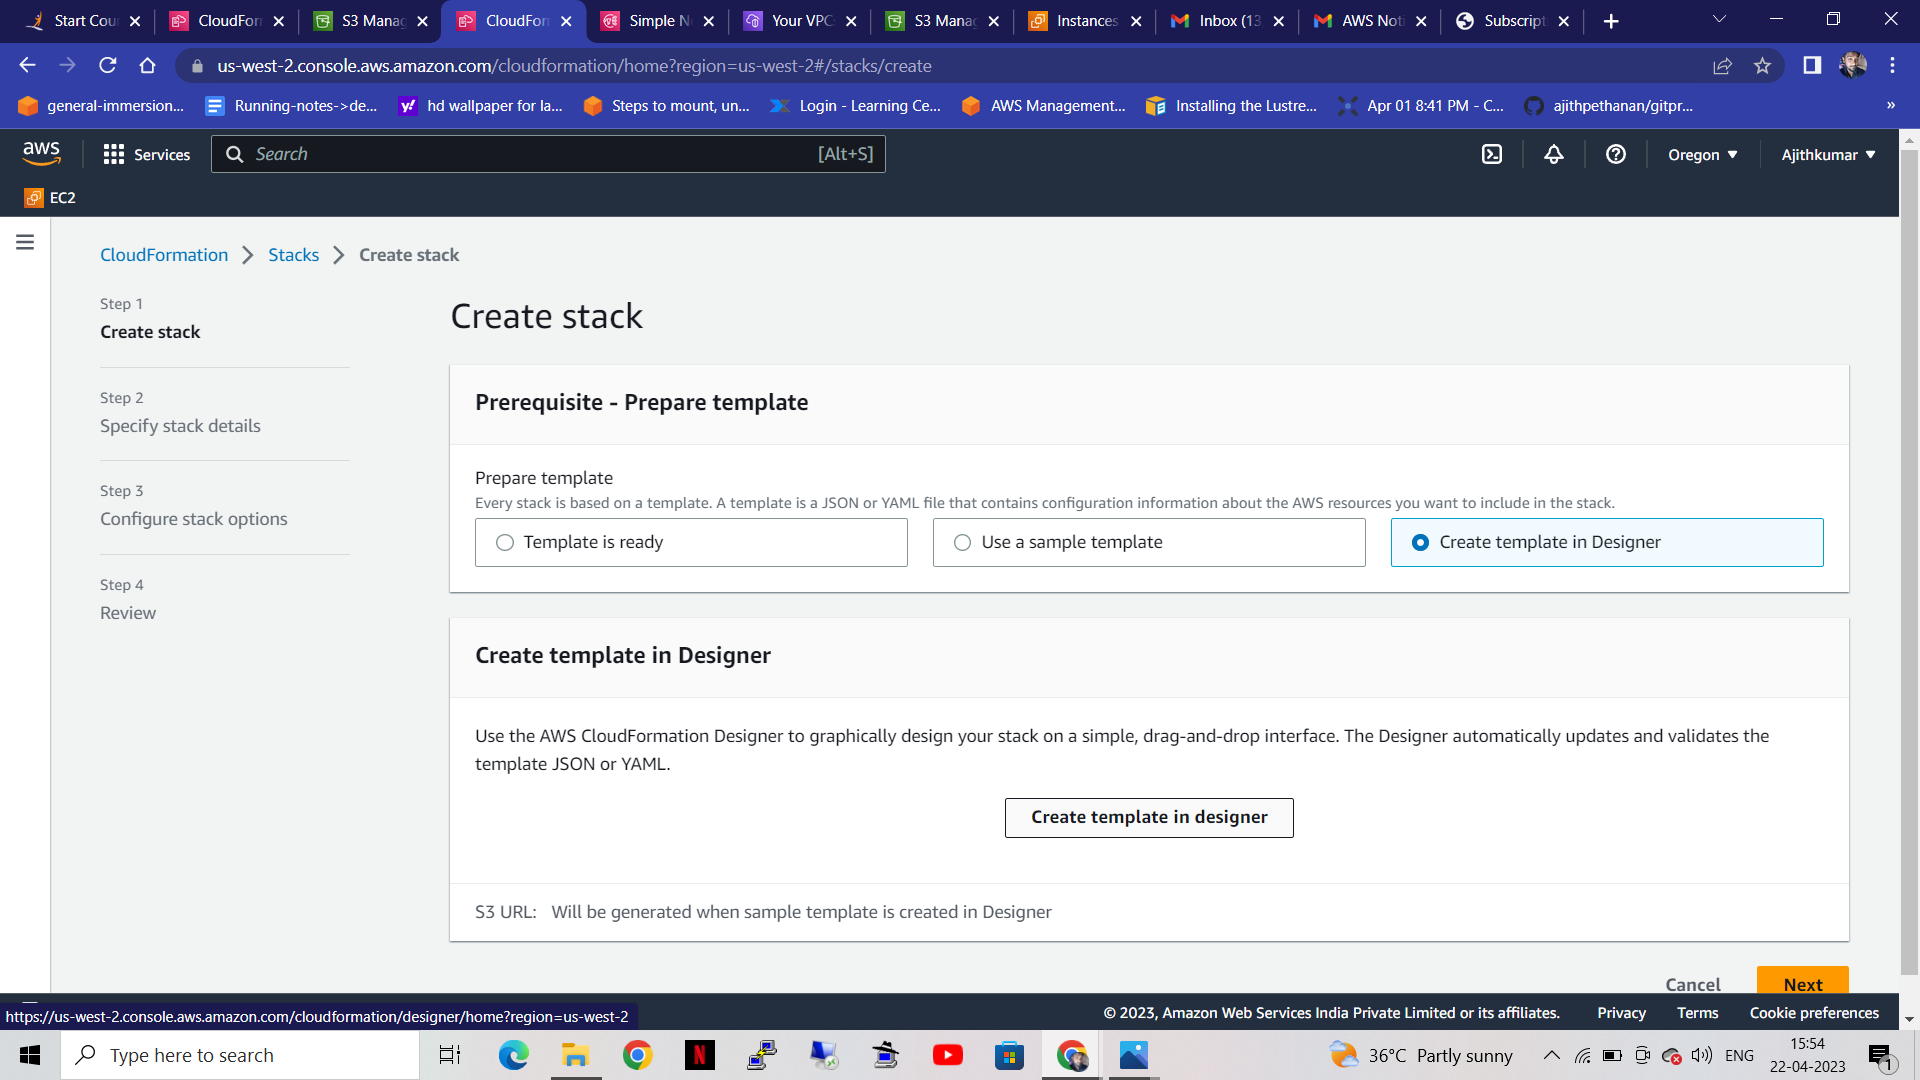 Start Cou
CloudFor
S3 Manag
CloudFor
Simple N
Your VPC
S3 Manag
Instances
Inbox (13
AWS Noti
Subscript
us-west-2.console.aws.amazon.com/cloudformation/home?region=us-west-2#/stacks/create
general-immersion...
Running-notes->de...
hd wallpaper for la...
Steps to mount, un...
Login - Learning Ce...
AWS Management...
Installing the Lustre...
Apr 01 8:41 PM - C...
ajithpethanan/gitpr...
»
aws
Services
Search
[Alt+S]
Oregon
Ajithkumar
EC2
CloudFormation
Stacks
Create stack
Step 1
Create stack
Step 2
Specify stack details
Step 3
Configure stack options
Step 4
Review
Create stack
Prerequisite - Prepare template
Prepare template
Every stack is based on a template. A template is a JSON or YAML file that contains configuration information about the AWS resources you want to include in the stack.
Template is ready
Use a sample template
Create template in Designer
Create template in Designer
Use the AWS CloudFormation Designer to graphically design your stack on a simple, drag-and-drop interface. The Designer automatically updates and validates the
template JSON or YAML.
Create template in designer
S3 URL: Will be generated when sample template is created in Designer
Cancel
Next
https://us-west-2.console.aws.amazon.com/cloudformation/designer/home?region=us-west-2
© 2023, Amazon Web Services India Private Limited or its affiliates.
Privacy
Terms
Cookie preferences
Type here to search
36°C Partly sunny
ENG
15:54
22-04-2023
1